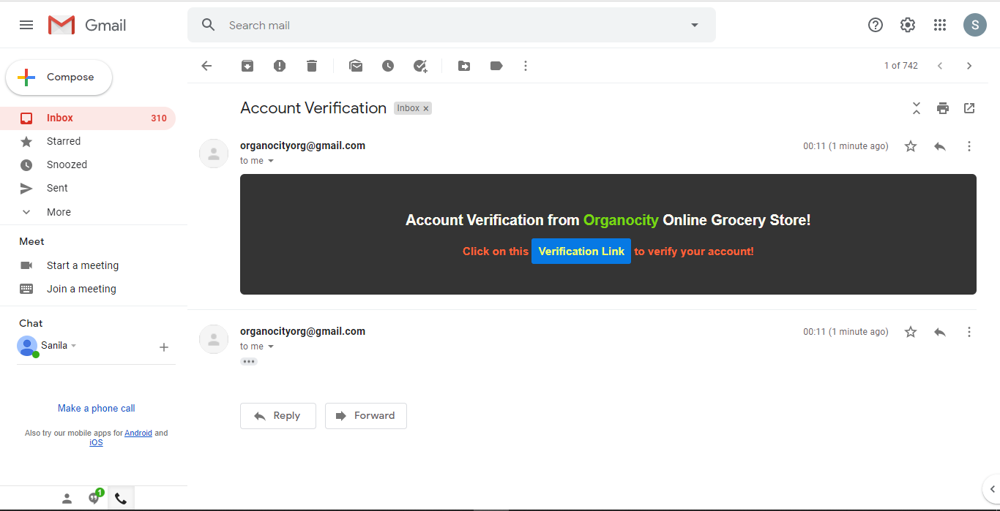 Gmail
Search mail
S
Compose
1 of 742
Inbox 310
Starred
Snoozed
Sent
More
Meet
Start a meeting
Join a meeting
Chat
Sanila
Make a phone call
Also try our mobile apps for Android and
iOS
1
Account Verification Inbox x
organocityorg@gmail.com 00:11 (1 minute ago)
to me
Account Verification from Organocity Online Grocery Store!
Click on this Verification Link to verify your account!
organocityorg@gmail.com 00:11 (1 minute ago)
to me
Reply Forward